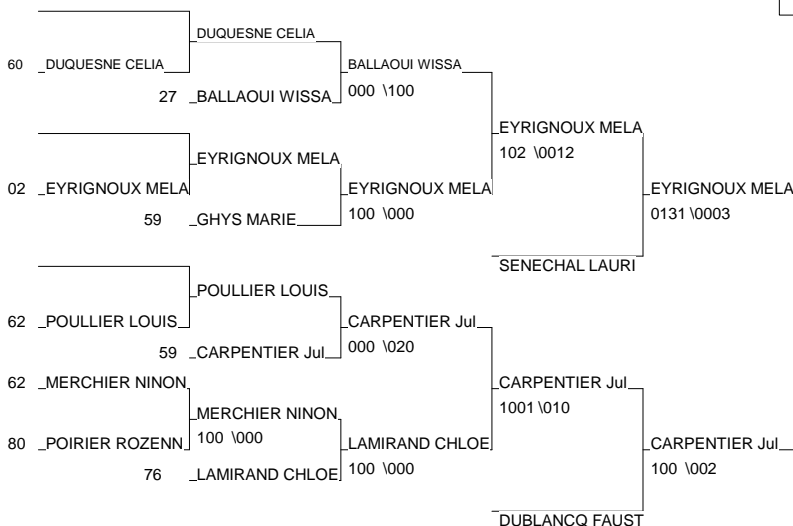 DUQUESNE CELIA
60 DUQUESNE CELIA BALLAOUI WISSA
27 BALLAOUI WISSA 000 \100
EYRIGNOUX MELA
102 \0012
EYRIGNOUX MELA
02 EYRIGNOUX MELA EYRIGNOUX MELA EYRIGNOUX MELA
59 GHYS MARIE 100 \000 0131 \0003
SENECHAL LAURI
POULLIER LOUIS
62 POULLIER LOUIS CARPENTIER Jul
59 CARPENTIER Jul 000 \020
62 MERCHIER NINON CARPENTIER Jul
1001 \010
MERCHIER NINON
100 \000
80 POIRIER ROZENN LAMIRAND CHLOE CARPENTIER Jul
76 LAMIRAND CHLOE 100 \000 100 \002
DUBLANCQ FAUST